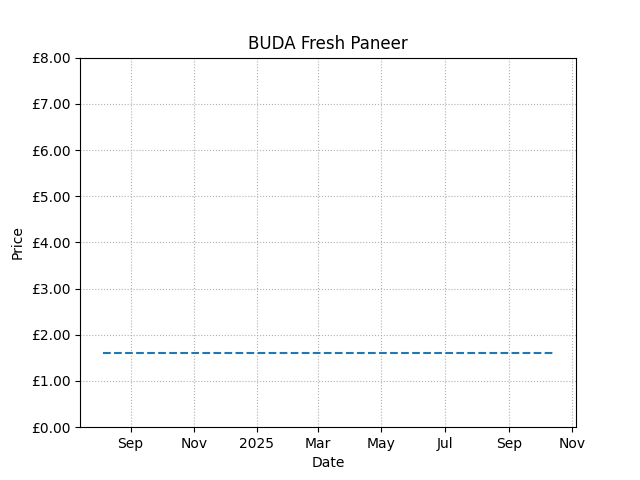 BUDA Fresh Paneer
£8.00
£7.00
£6.00
£5.00
£4.00
£3.00
£2.00
£1.00
£0.00
Price
Sep Nov 2025 Mar May Jul Sep Nov
Date